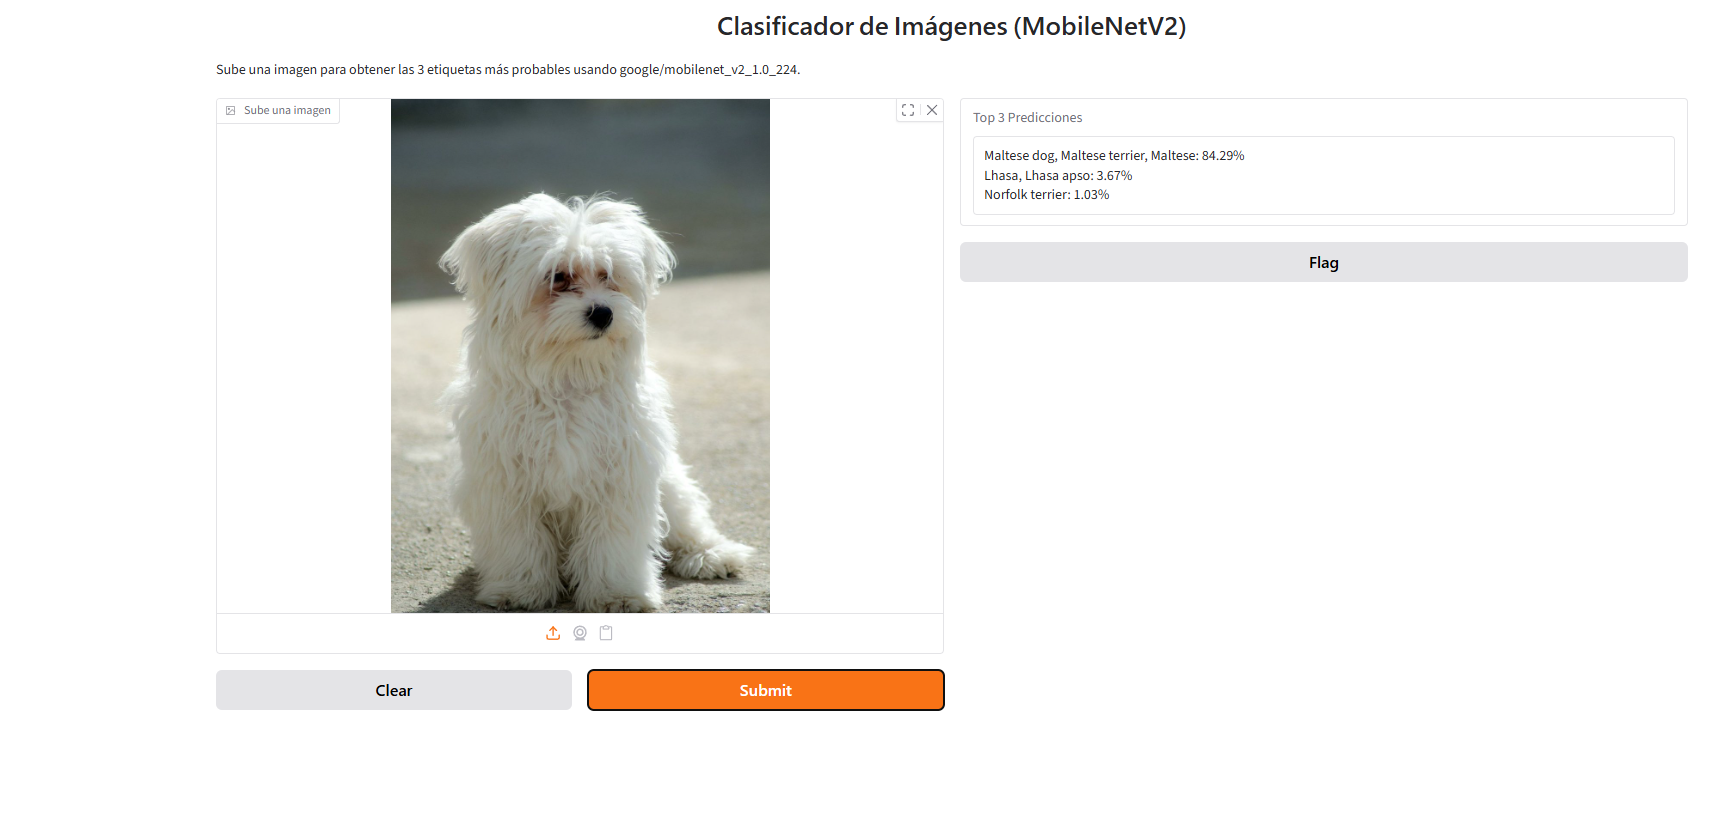 Clasificador de Imágenes (MobileNetV2)
Sube una imagen para obtener las 3 etiquetas más probables usando google/mobilenet_v2_1.0_224.
Sube una imagen
Top 3 Predicciones
Maltese dog, Maltese terrier, Maltese: 84.29%
Lhasa, Lhasa apso: 3.67%
Norfolk terrier: 1.03%
Flag
Clear
Submit